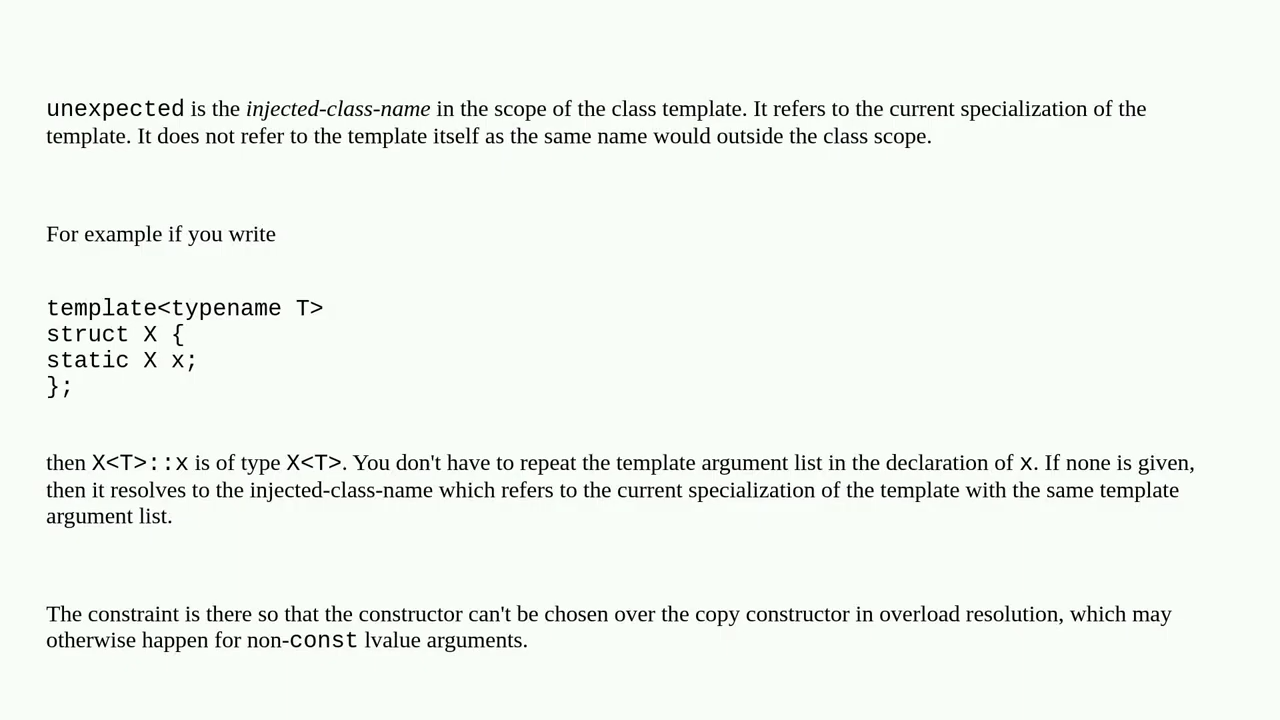 unexpected is the injected-class-name in the scope of the class template. It refers to the current specialization of the
template. It does not refer to the template itself as the same name would outside the class scope.
For example if you write
template<typename T>
struct X {
static X x;
};
then X<T>::x is of type X<T>. You don't have to repeat the template argument list in the declaration of x. If none is given,
then it resolves to the injected-class-name which refers to the current specialization of the template with the same template
argument list.
The constraint is there so that the constructor can't be chosen over the copy constructor in overload resolution, which may
otherwise happen for non-const lvalue arguments.